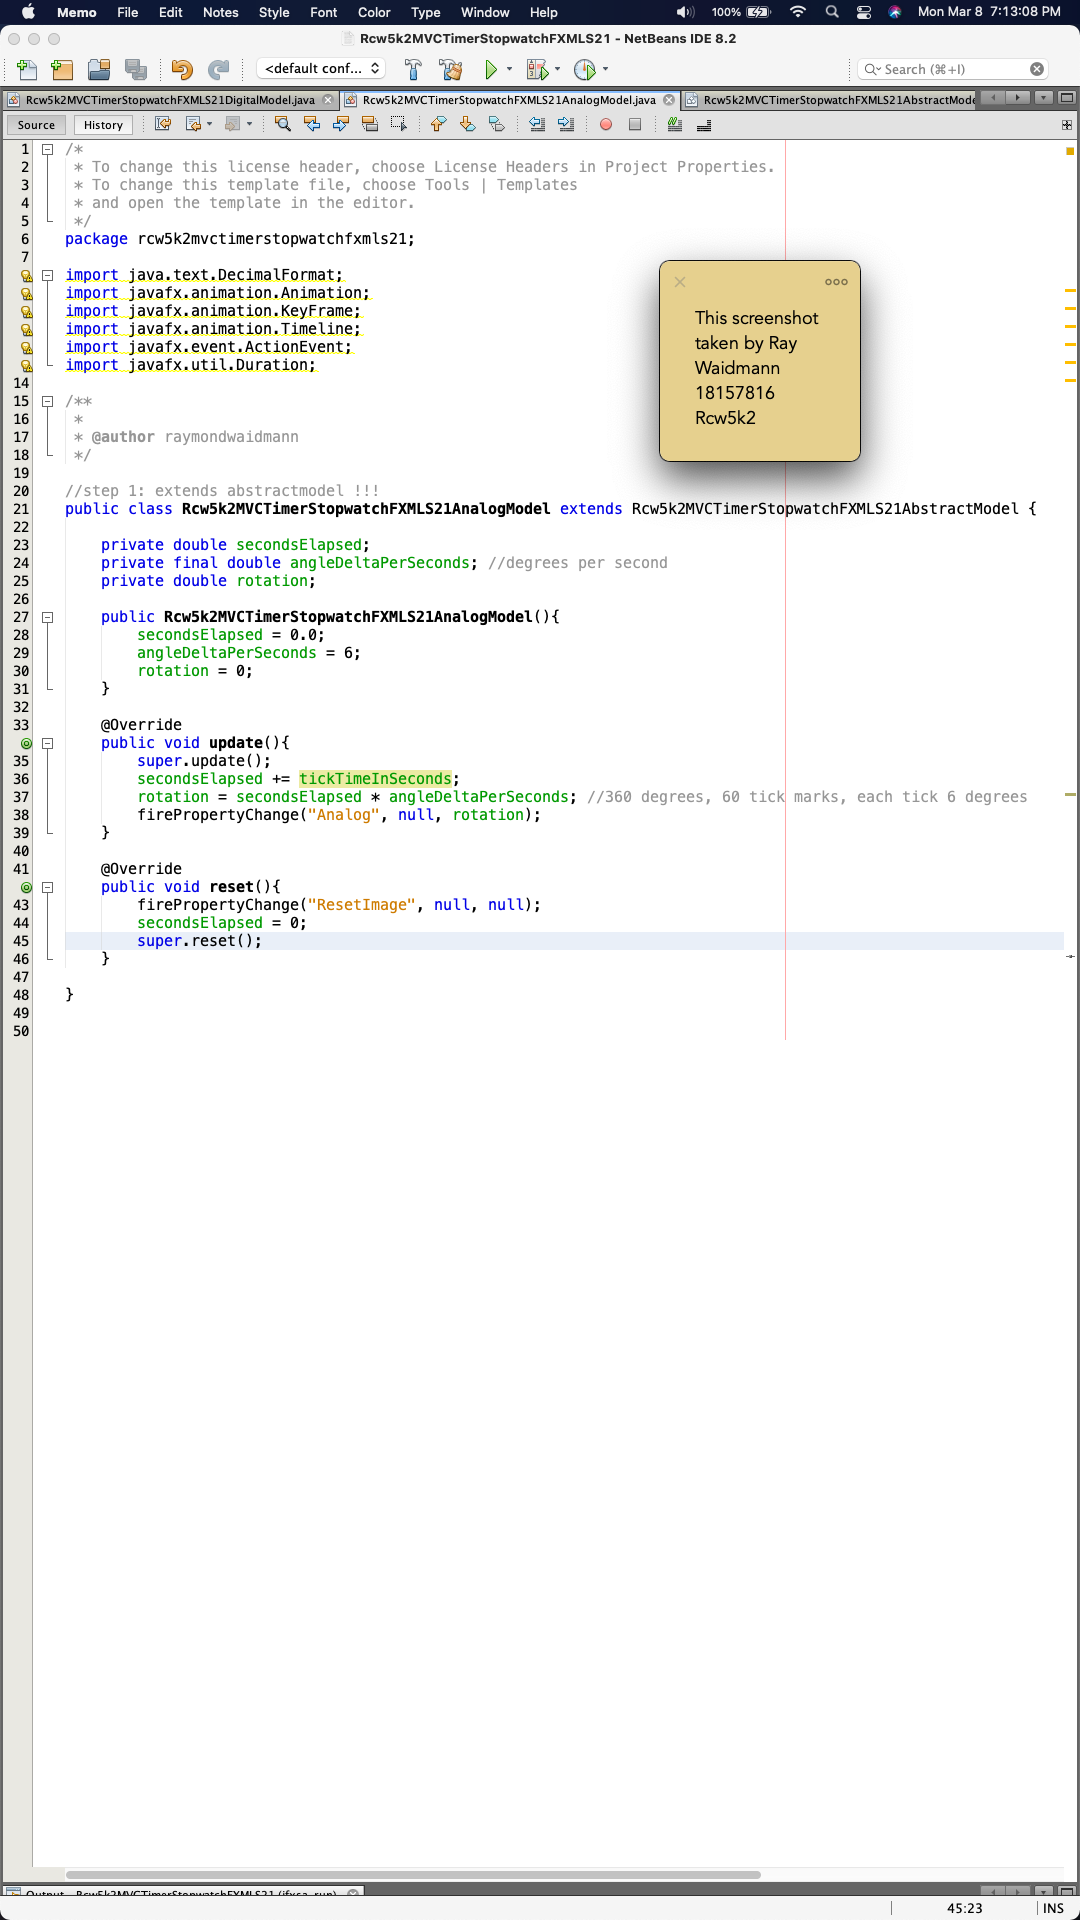 Memo File Edit Notes Style Font Color Type Window Help 100% Mon Mar 8 7:13:08 PM
Rcw5k2MVCTimerStopwatchFXMLS21 - NetBeans IDE 8.2
<default conf... Search (⌘+I)
Rcw5k2MVCTimerStopwatchFXMLS21DigitalModel.java Rcw5k2MVCTimerStopwatchFXMLS21AnalogModel.java Rcw5k2MVCTimerStopwatchFXMLS21AbstractMode
Source History
1 /*
2 * To change this license header, choose License Headers in Project Properties.
3 * To change this template file, choose Tools | Templates
4 * and open the template in the editor.
5 */
6 package rcw5k2mvctimerstopwatchfxmls21;
7
import java.text.DecimalFormat;
import javafx.animation.Animation;
import javafx.animation.KeyFrame;
import javafx.animation.Timeline;
import javafx.event.ActionEvent;
import javafx.util.Duration;
14
15 /**
16 *
17 * @author raymondwaidmann
18 */
19
20 //step 1: extends abstractmodel !!!
21 public class Rcw5k2MVCTimerStopwatchFXMLS21AnalogModel extends Rcw5k2MVCTimerStopwatchFXMLS21AbstractModel {
22
23 private double secondsElapsed;
24 private final double angleDeltaPerSeconds; //degrees per second
25 private double rotation;
26
27 public Rcw5k2MVCTimerStopwatchFXMLS21AnalogModel(){
28 secondsElapsed = 0.0;
29 angleDeltaPerSeconds = 6;
30 rotation = 0;
31 }
32
33 @Override
public void update(){
35 super.update();
36 secondsElapsed += tickTimeInSeconds;
37 rotation = secondsElapsed * angleDeltaPerSeconds; //360 degrees, 60 tick marks, each tick 6 degrees
38 firePropertyChange("Analog", null, rotation);
39 }
40
41 @Override
public void reset(){
43 firePropertyChange("ResetImage", null, null);
44 secondsElapsed = 0;
45 super.reset();
46 }
47
48 }
49
50
This screenshot
taken by Ray
Waidmann
18157816
Rcw5k2
Output - Rcw5k2MVCTimerStopwatchFXMLS21 (jfxsa-run)
45:23 INS